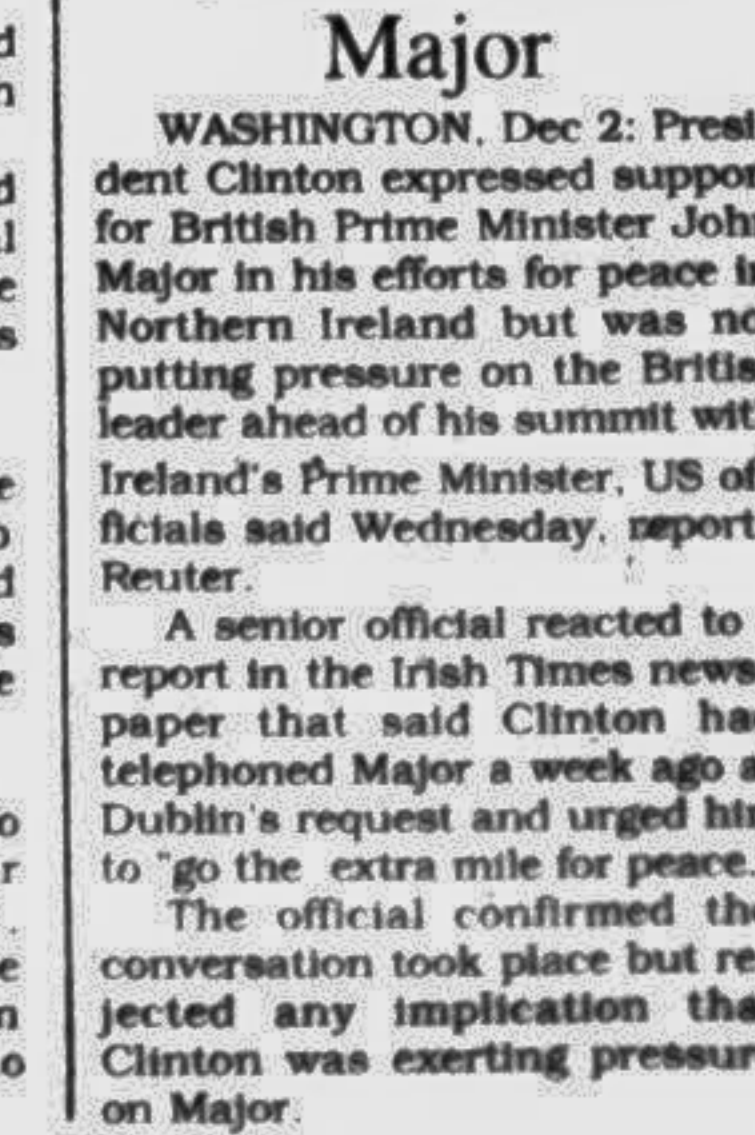 Major
WASHINGTON, Dec 2: Presi
dent Clinton expressed suppor
for British Prime Minister Joh
Major in his efforts for peace i
Northern Ireland but was no
putting pressure on the Britis
leader ahead of his summit wit
Ireland's Prime Minister, US of
ficials said Wednesday, report
Reuter.
A senior official reacted to
report in the Irish Times news
paper that said Clinton ha
telephoned Major a week ago a
Dublin's request and urged hi
to "go the extra mile for peace.
The official confirmed th
conversation took place but re
jected any implication tha
Clinton was exerting pressur
on Major.